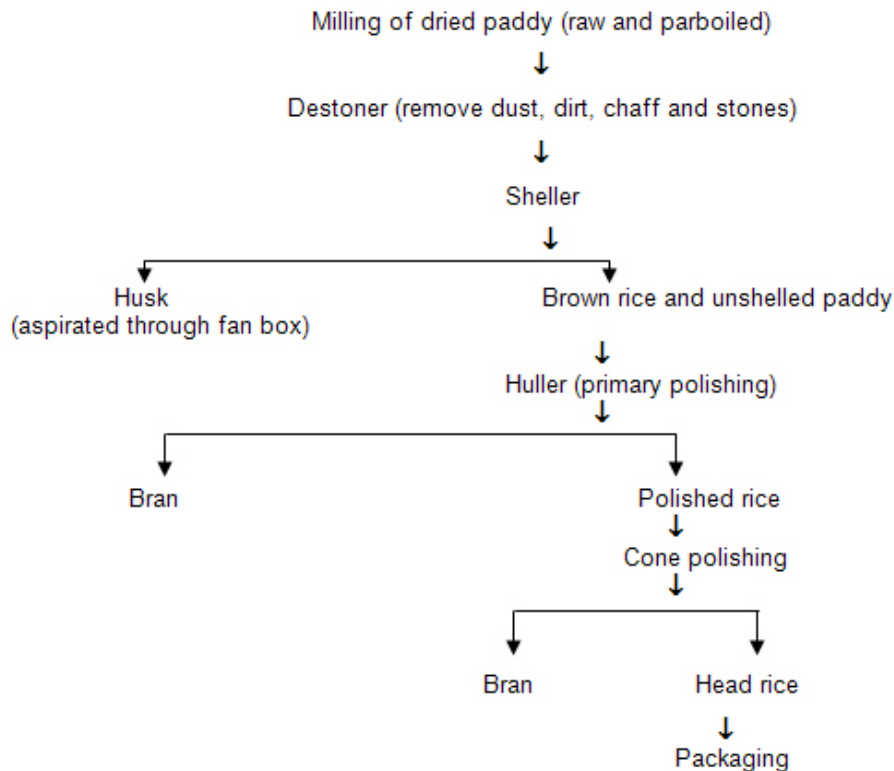 Milling of dried paddy (raw and parboiled)
Destoner (remove dust, dirt, chaff and stones)
Sheller
Husk
(aspirated through fan box)
Brown rice and unshelled paddy
Huller (primary polishing)
Bran
Polished rice
Cone polishing
Bran
Head rice
Packaging